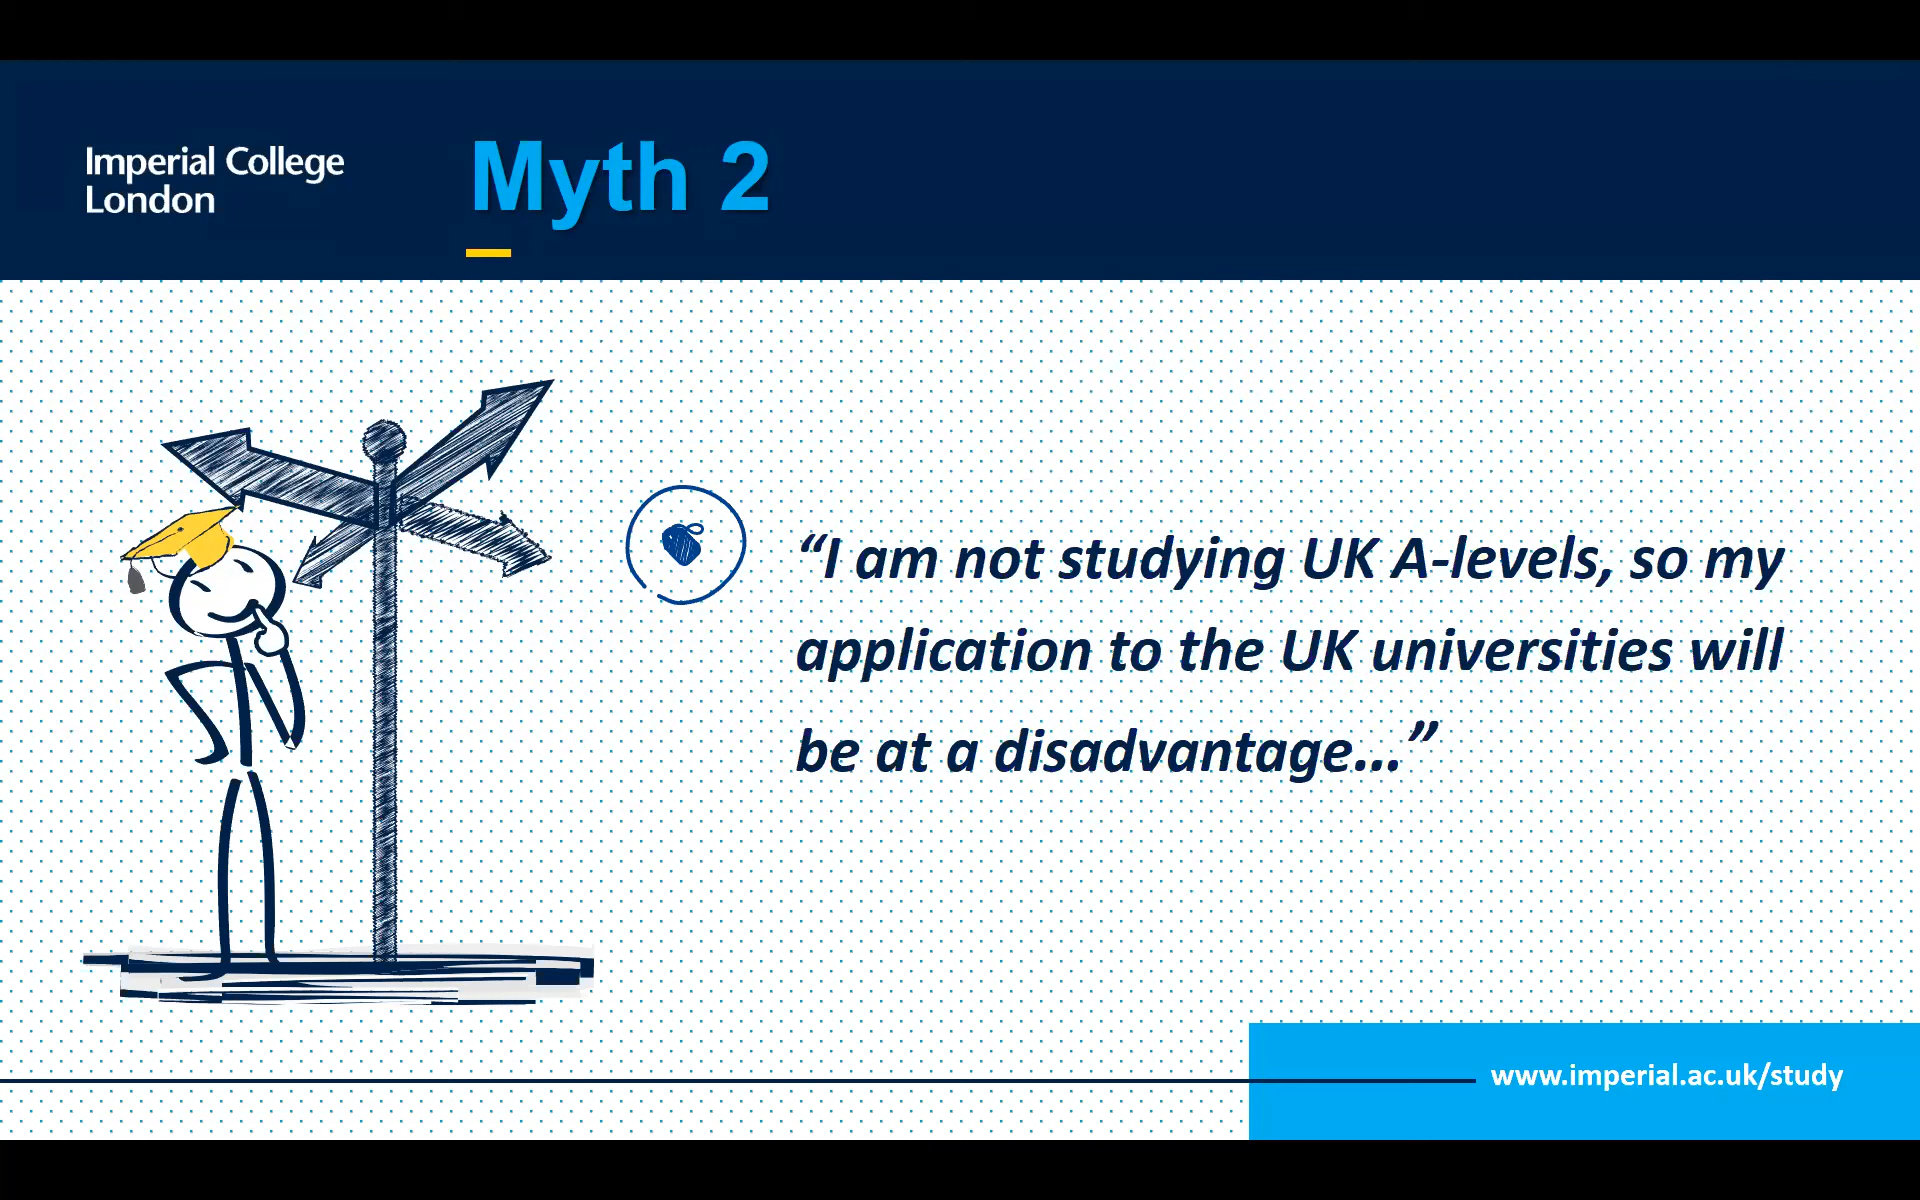 Imperial College
London
Myth 2
“I am not studying UK A-levels, so my
application to the UK universities will
be at a disadvantage...”
www.imperial.ac.uk/study